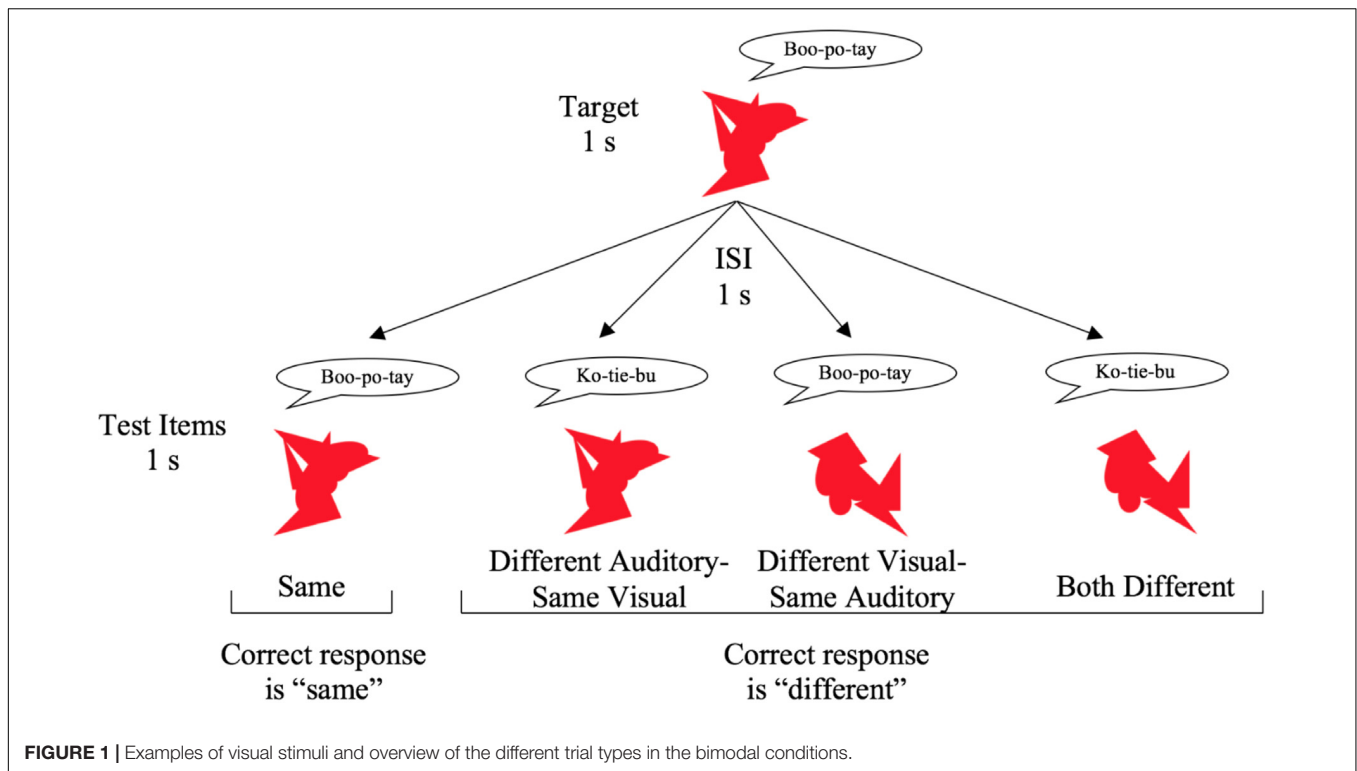 Boo-po-tay
Target
1 s
ISI
1 s
Boo-po-tay
Ko-tie-bu
Boo-po-tay
Ko-tie-bu
Test Items
1 s
Same
Different Auditory-
Same Visual
Different Visual-
Same Auditory
Both Different
Correct response
is “same”
Correct response
is “different”
FIGURE 1 | Examples of visual stimuli and overview of the different trial types in the bimodal conditions.